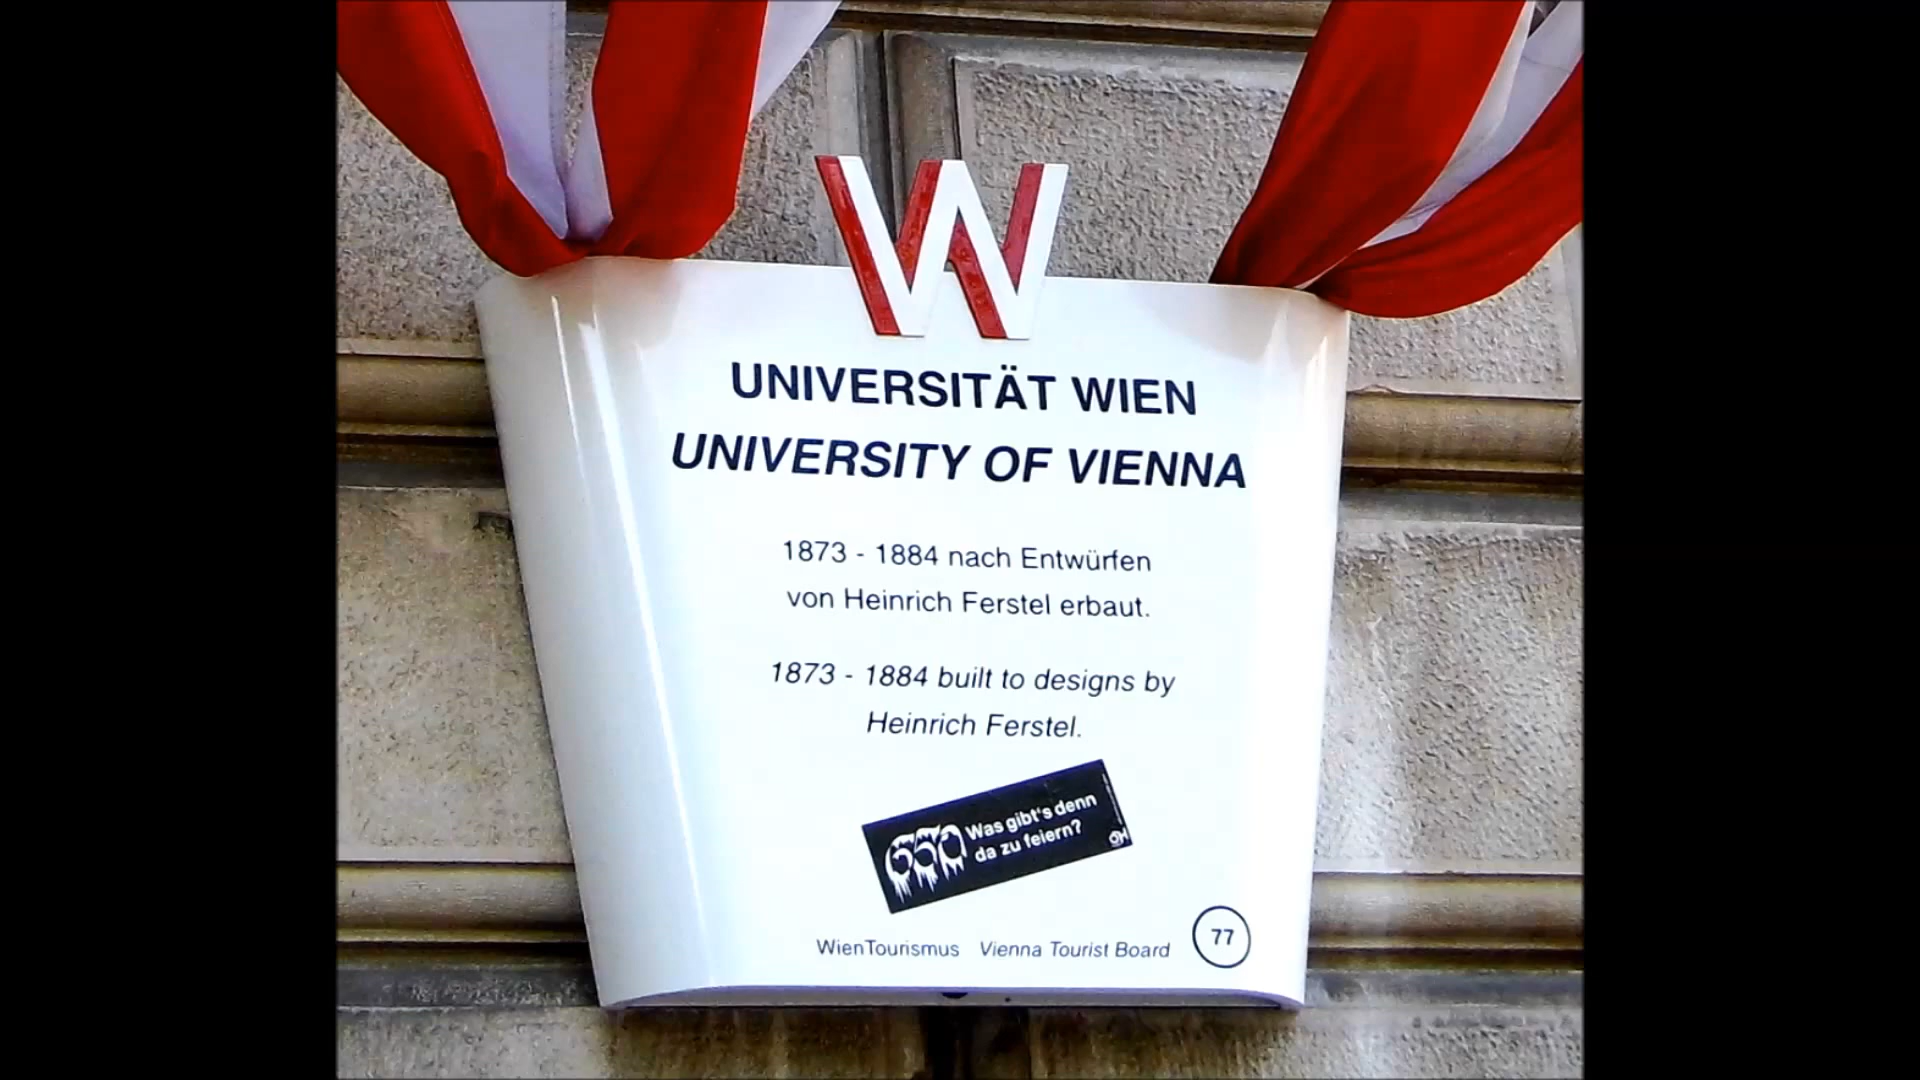 W
UNIVERSITÄT WIEN
UNIVERSITY OF VIENNA
1873 - 1884 nach Entwürfen
von Heinrich Ferstel erbaut.
1873 - 1884 built to designs by
Heinrich Ferstel.
650 Was gibt's denn
da zu feiern?
WienTourismus Vienna Tourist Board 77